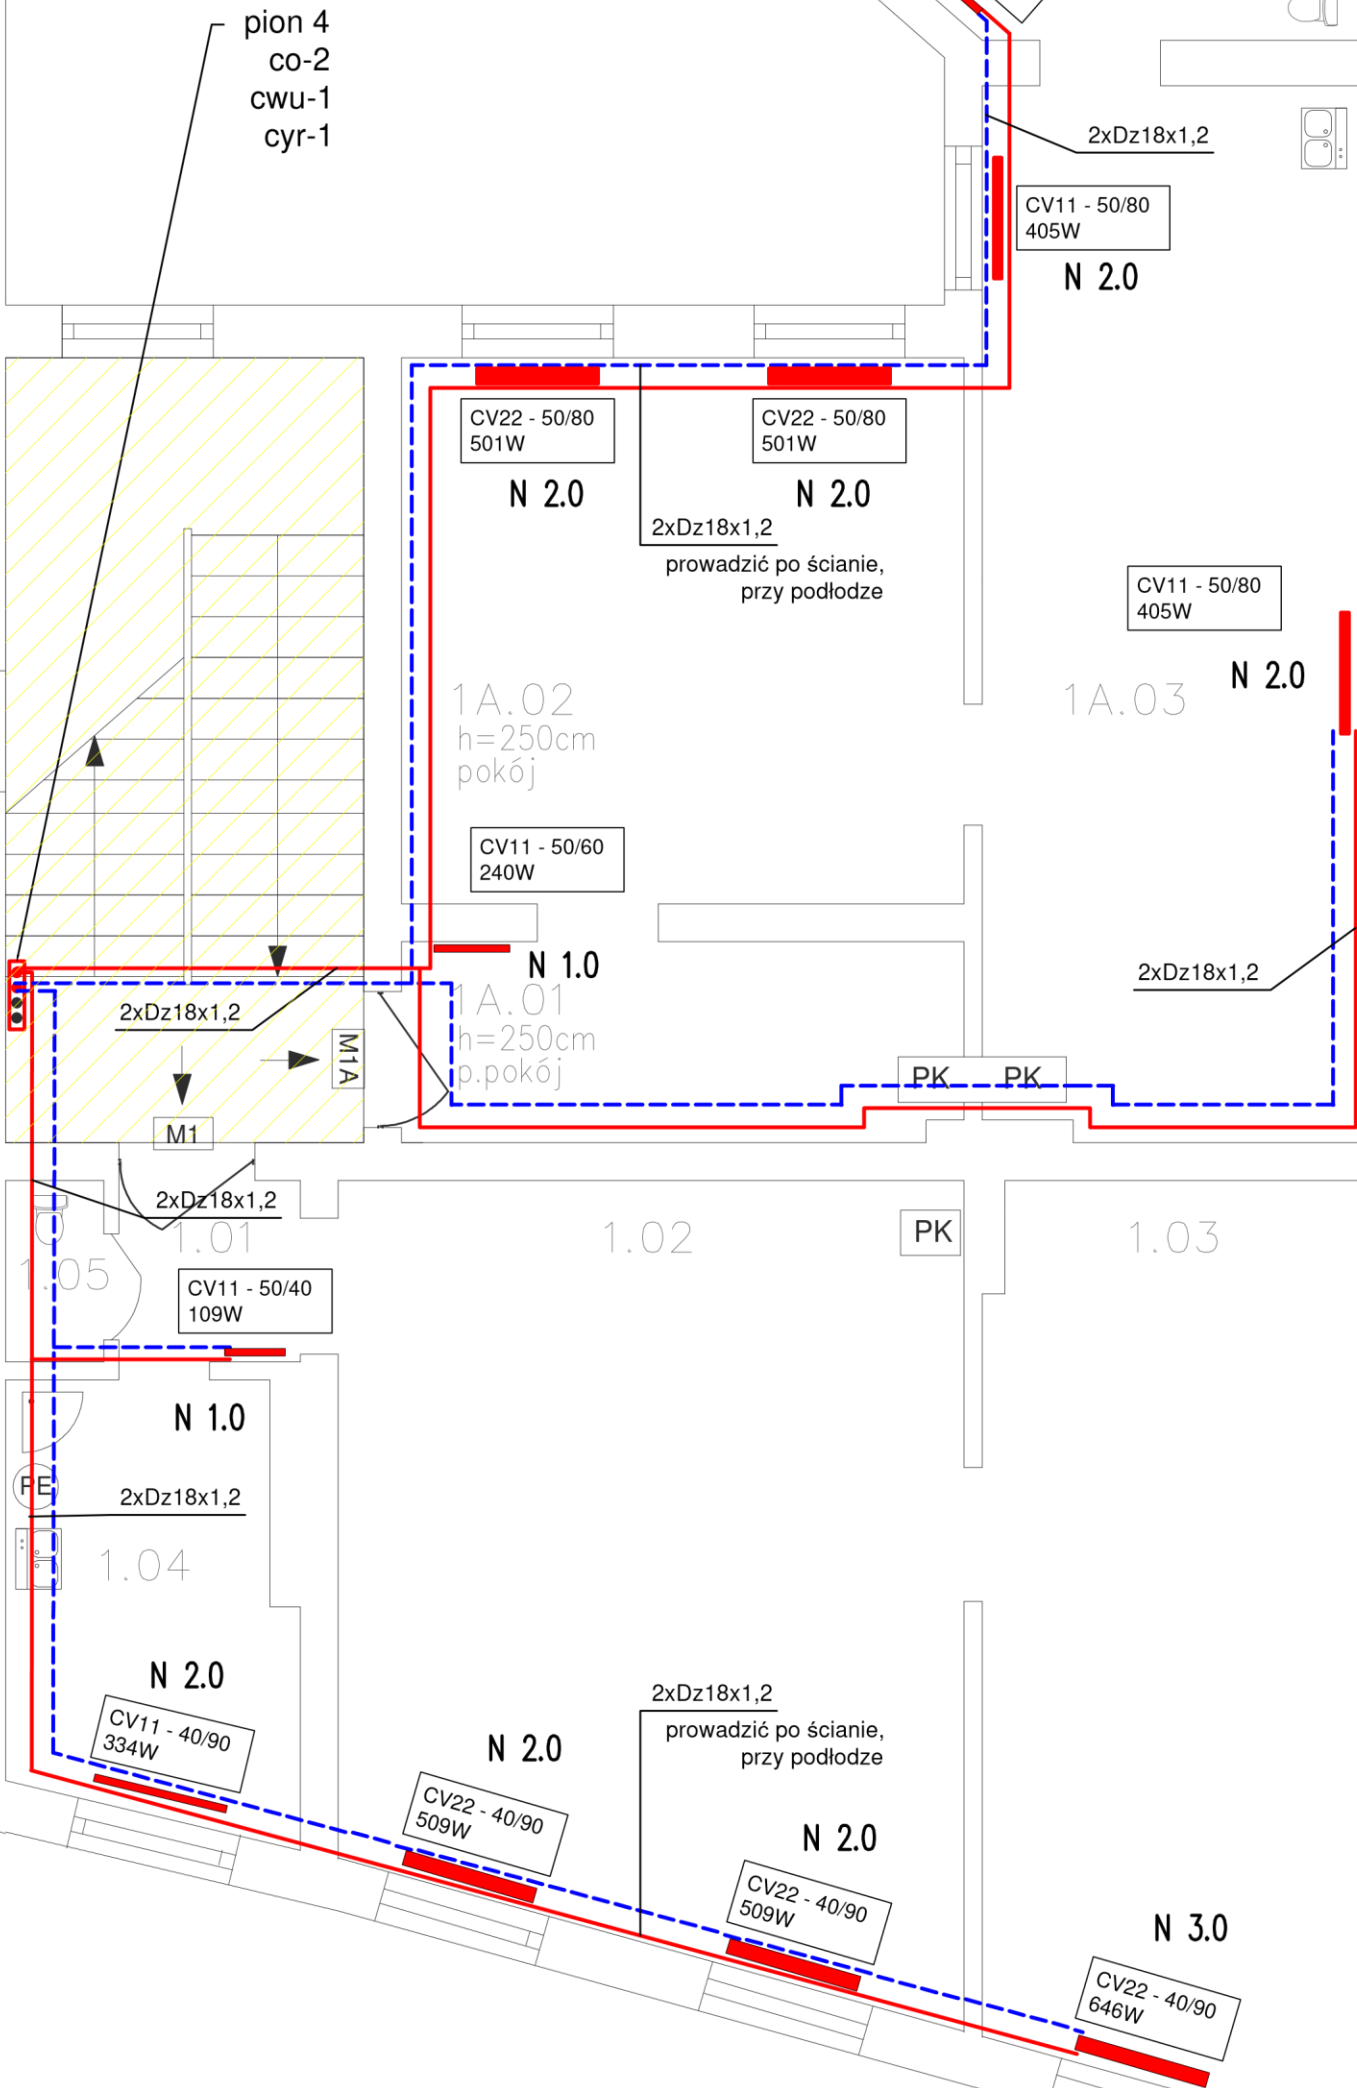 pion 4
co-2
cwu-1
cyr-1
2xDz18x1,2
CV11 - 50/80
405W
N 2.0
CV22 - 50/80
501W
N 2.0
CV22 - 50/80
501W
N 2.0
2xDz18x1,2
prowadzić po ścianie,
przy podłodze
CV11 - 50/80
405W
N 2.0
1A.02
h=250cm
pokój
1A.03
CV11 - 50/60
240W
N 1.0
2xDz18x1,2
1A.01
h=250cm
p.pokój
2xDz18x1,2
M1A
M1
PK
PK
2xDz18x1,2
1.01
1.05
1.02
PK
1.03
CV11 - 50/40
109W
N 1.0
PE
2xDz18x1,2
1.04
N 2.0
CV11 - 40/90
334W
N 2.0
CV22 - 40/90
509W
2xDz18x1,2
prowadzić po ścianie,
przy podłodze
N 2.0
CV22 - 40/90
509W
N 3.0
CV22 - 40/90
646W